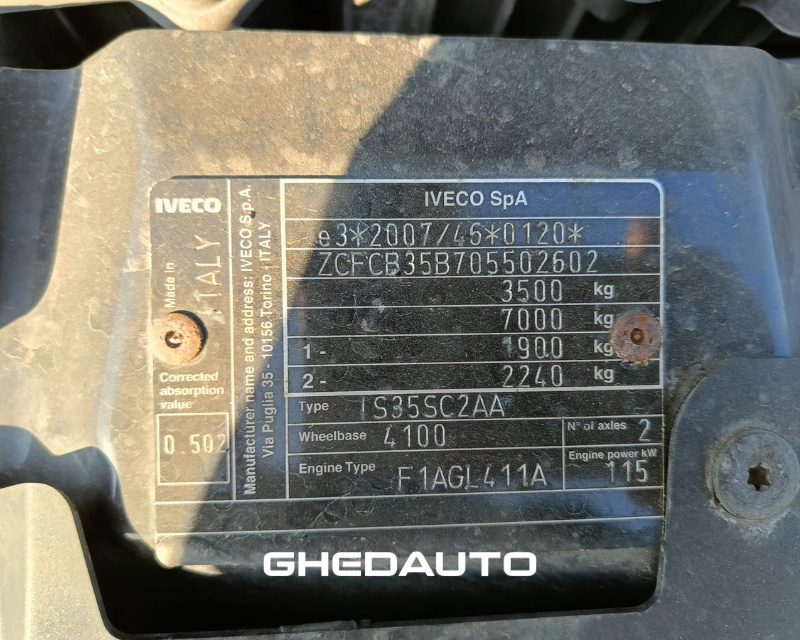 IVECO
Made in
ITALY
Corrected
absorption
value
0.502
Manufacturer name and address: IVECO S.p.A.
Via Puglia 35 - 10156 Torino - ITALY
IVECO SpA
e3*2007/46*0120*
ZCFCB35B705502602
3500 kg
7000 kg
1- 1900 kg
2- 2240 kg
Type IS35SC2AA
Wheelbase 4100
N° of axles 2
Engine Type F1AGL411A
Engine power kW
115
GHEDAUTO